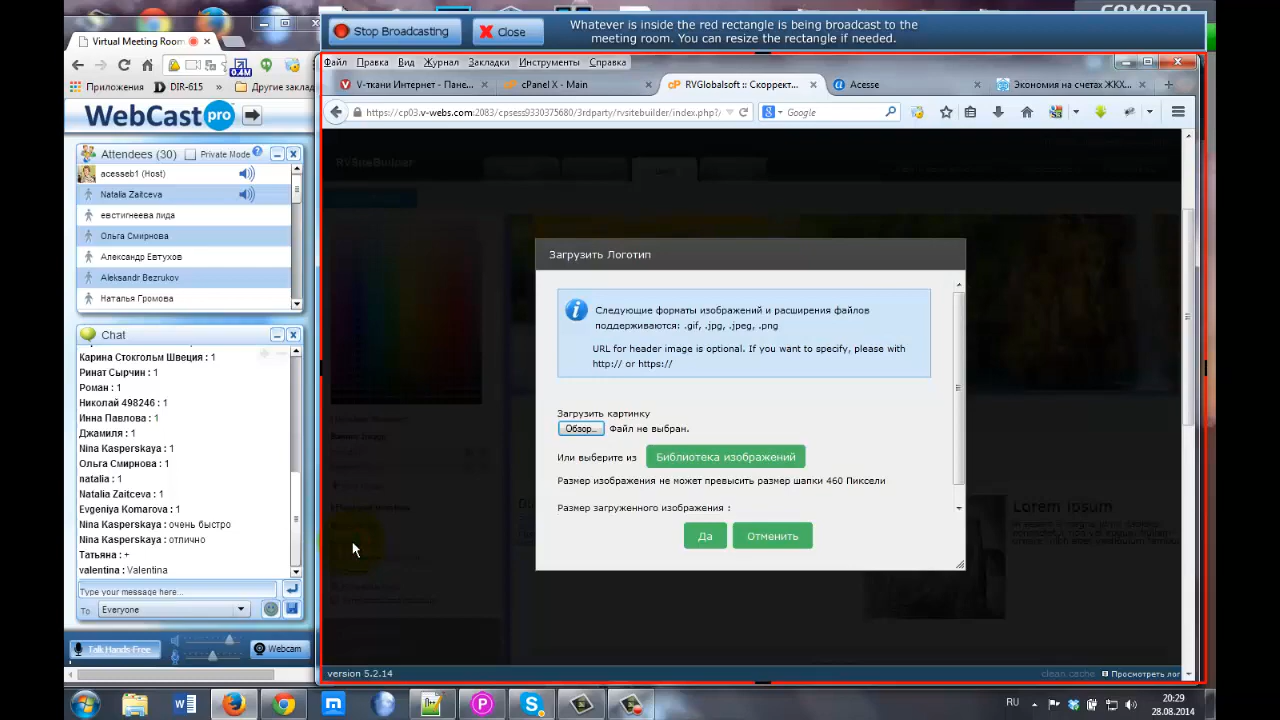 Stop Broadcasting
Close
Whatever is inside the red rectangle is being broadcast to the
meeting room. You can resize the rectangle if needed.
COMODO
Virtual Meeting Room
0.4M
Приложения
DIR-615
Другие заклад
WebCast pro
Attendees (30)
Private Mode
acessab1 (Host)
Natalia Zaitceva
евстигнеева лида
Ольга Смирнова
Александр Евтухов
Aleksandr Bezrukov
Наталья Громова
Chat
Карина Стокгольм Швеция : 1
Ринат Сырчин : 1
Роман : 1
Николай 498246 : 1
Инна Павлова : 1
Джамиля : 1
Nina Kasperskaya : 1
Ольга Смирнова : 1
natalia : 1
Natalia Zaitceva : 1
Evgeniya Komarova : 1
Nina Kasperskaya : очень быстро
Nina Kasperskaya : отлично
Татьяна : +
valentina : Valentina
Type your message here...
To
Everyone
Talk Hands-Free
Webcam
Файл Правка Вид Журнал Закладки Инструменты Справка
V-ткани Интернет - Пане...
cPanel X - Main
RVGlobalsoft :: Скоррект...
Acesse
Экономия на счетах ЖКХ...
https://cp03.v-webs.com:2083/cpsess9330375680/3rdparty/rvsitebuilder/index.php?/
Google
RVSiteBuilder
Загрузить Логотип
Следующие форматы изображений и расширения файлов
поддерживаются: .gif, .jpg, .jpeg, .png
URL for header image is optional. If you want to specify, please with
http:// or https://
Загрузить картинку
Обзор...
Файл не выбран.
Или выберите из
Библиотека изображений
Размер изображения не может превысить размер шапки 460 Пиксели
Размер загруженного изображения :
Да
Отменить
Lorem Ipsum
version 5.2.14
clean cache
Просмотреть лог
RU
20:29
28.08.2014